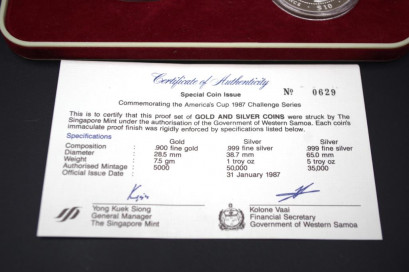 $10
Certificate of Authenticity
Special Coin Issue Nº 0629
Commemorating the America's Cup 1987 Challenge Series
This is to certify that this proof set of GOLD AND SILVER COINS were struck by The
Singapore Mint under the authorisation of the Government of Western Samoa. Each coin's
immaculate proof finish was rigidly enforced by specifications listed below.
Specifications
Gold Silver Silver
Composition : .900 fine gold .999 fine silver .999 fine silver
Diameter : 28.5 mm 38.7 mm 65.0 mm
Weight : 7.5 gm 1 troy oz 5 troy oz
Authorised Mintage : 5000 50,000 35,000
Official Issue Date : 31 January 1987
Yong Kuek Siong
General Manager
The Singapore Mint
Kolone Vaai
Financial Secretary
Government of Western Samoa